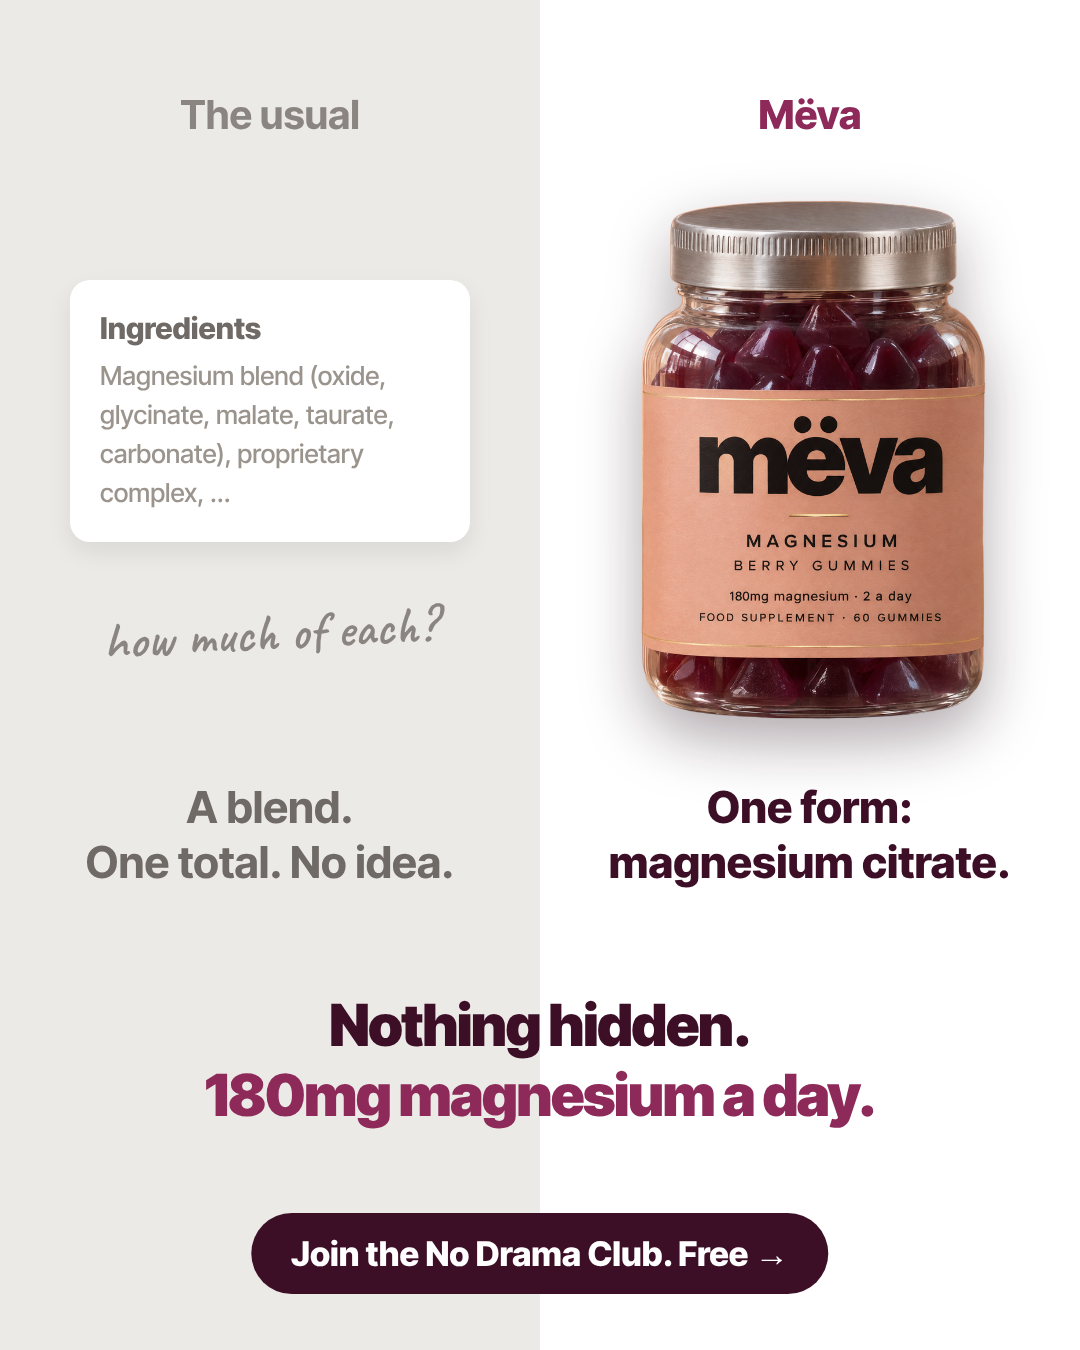 The usual
Ingredients
Magnesium blend (oxide,
glycinate, malate, taurate,
carbonate), proprietary
complex, ...
how much of each?
A blend.
One total. No idea.
Mëva
mëva
MAGNESIUM
BERRY GUMMIES
180mg magnesium · 2 a day
FOOD SUPPLEMENT · 60 GUMMIES
One form:
magnesium citrate.
Nothing hidden.
180mg magnesium a day.
Join the No Drama Club. Free →